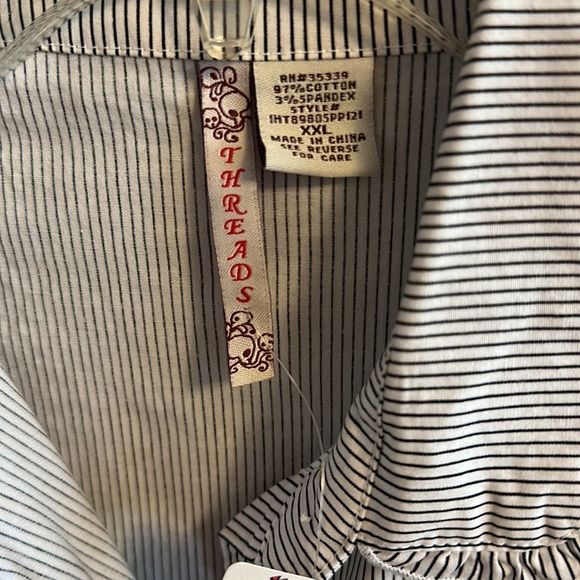 RN#35339
97%COTTON
3%SPANDEX
STYLE#
IHT8980SPP121
XXL
MADE IN CHINA
SEE REVERSE
FOR CARE
THREADS